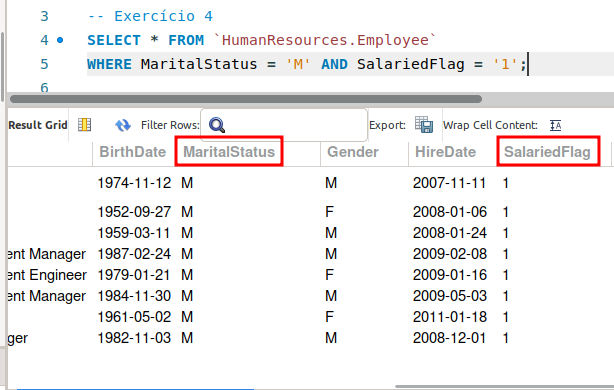 3 -- Exercício 4
4 SELECT * FROM `HumanResources.Employee`
5 WHERE MaritalStatus = 'M' AND SalariedFlag = '1';
6
Result Grid Filter Rows: Export: Wrap Cell Content:
BirthDate MaritalStatus Gender HireDate SalariedFlag
1974-11-12 M M 2007-11-11 1
1952-09-27 M F 2008-01-06 1
1959-03-11 M M 2008-01-24 1
ent Manager 1987-02-24 M M 2009-02-08 1
ent Engineer 1979-01-21 M F 2009-01-16 1
ent Manager 1984-11-30 M M 2009-05-03 1
1961-05-02 M F 2011-01-18 1
ger 1982-11-03 M M 2008-12-01 1